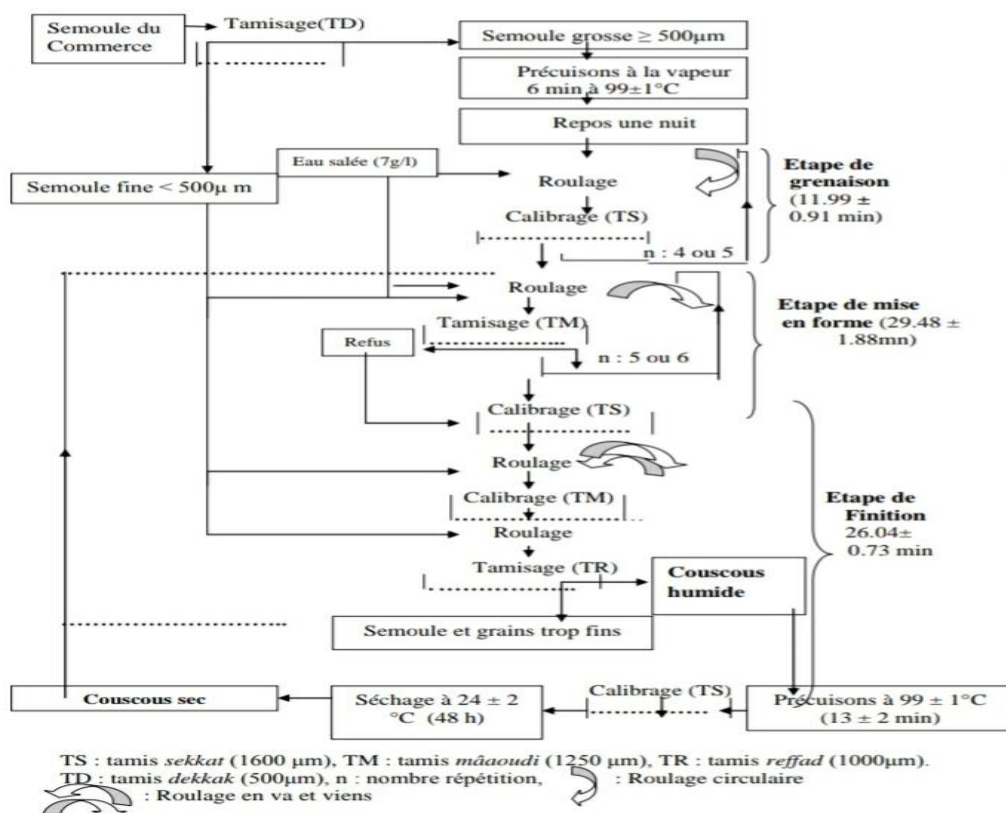 Semoule du
Commerce
Tamisage(TD)
Semoule grosse ≥ 500µm
Précuisons à la vapeur
6 min à 99±1°C
Repos une nuit
Eau salée (7g/l)
Semoule fine < 500µ m
Roulage
Calibrage (TS)
n : 4 ou 5
Etape de
grenaison
(11.99 ±
0.91 min)
Roulage
Tamisage (TM)
Refus
n : 5 ou 6
Etape de mise
en forme (29.48 ±
1.88mn)
Calibrage (TS)
Roulage
Calibrage (TM)
Roulage
Tamisage (TR)
Etape de
Finition
26.04±
0.73 min
Couscous
humide
Semoule et grains trop fins
Couscous sec
Séchage à 24 ± 2
°C (48 h)
Calibrage (TS)
Précuisons à 99 ± 1°C
(13 ± 2 min)
TS : tamis sekkat (1600 µm), TM : tamis mâaoudi (1250 µm), TR : tamis reffad (1000µm).
TD : tamis dekkak (500µm), n : nombre répétition, : Roulage circulaire
: Roulage en va et viens